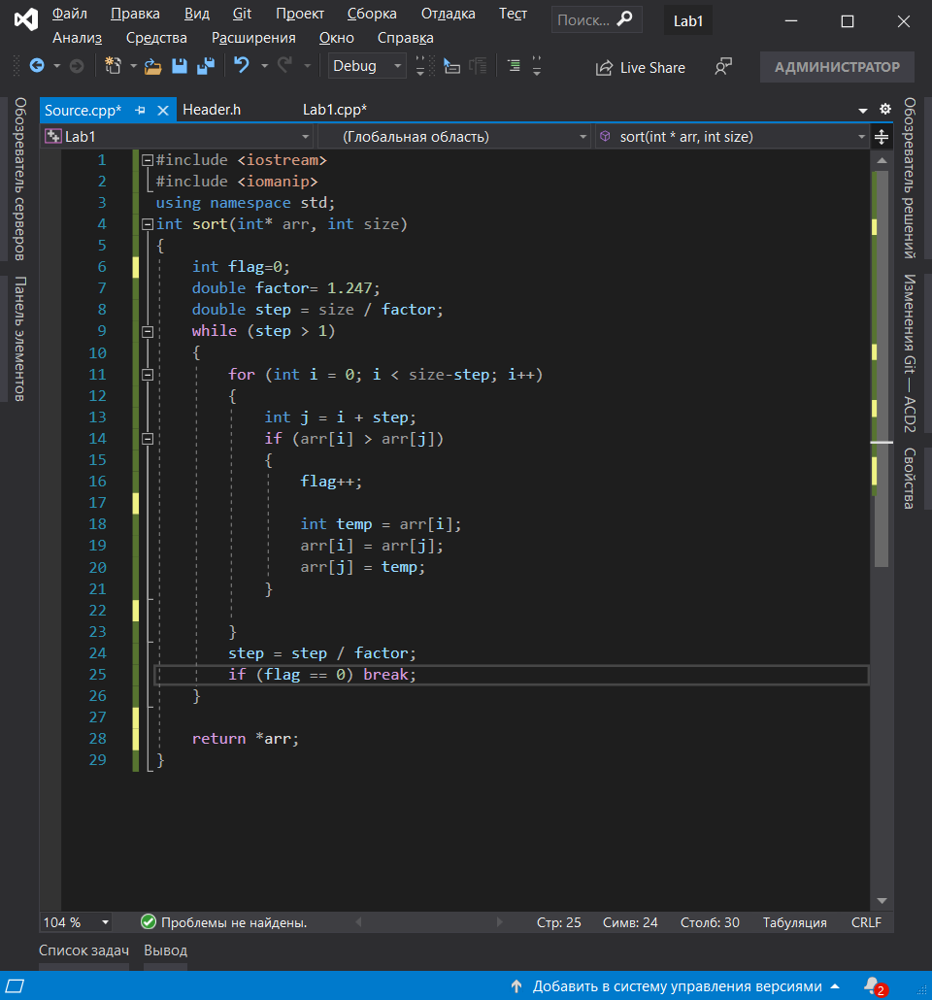 Файл Правка Вид Git Проект Сборка Отладка Тест Поиск... Lab1
Анализ Средства Расширения Окно Справка
Debug Live Share АДМИНИСТРАТОР
Source.cpp* Header.h Lab1.cpp*
Lab1 (Глобальная область) sort(int * arr, int size)
Обозреватель серверов
Панель элементов
1 #include <iostream>
2 #include <iomanip>
3 using namespace std;
4 int sort(int* arr, int size)
5 {
6 int flag=0;
7 double factor= 1.247;
8 double step = size / factor;
9 while (step > 1)
10 {
11 for (int i = 0; i < size-step; i++)
12 {
13 int j = i + step;
14 if (arr[i] > arr[j])
15 {
16 flag++;
17
18 int temp = arr[i];
19 arr[i] = arr[j];
20 arr[j] = temp;
21 }
22
23 }
24 step = step / factor;
25 if (flag == 0) break;
26 }
27
28 return *arr;
29 }
Обозреватель решений
Изменения Git — ACD2
Свойства
104 % Проблемы не найдены. Стр: 25 Симв: 24 Столб: 30 Табуляция CRLF
Список задач Вывод
Добавить в систему управления версиями 2